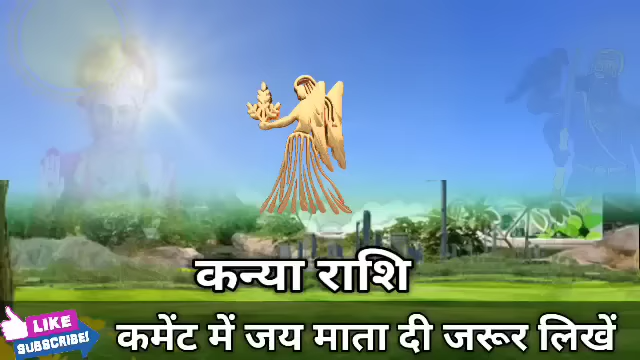 कन्या राशि
LIKE
SUBSCRIBE!
कमेंट में जय माता दी जरूर लिखें